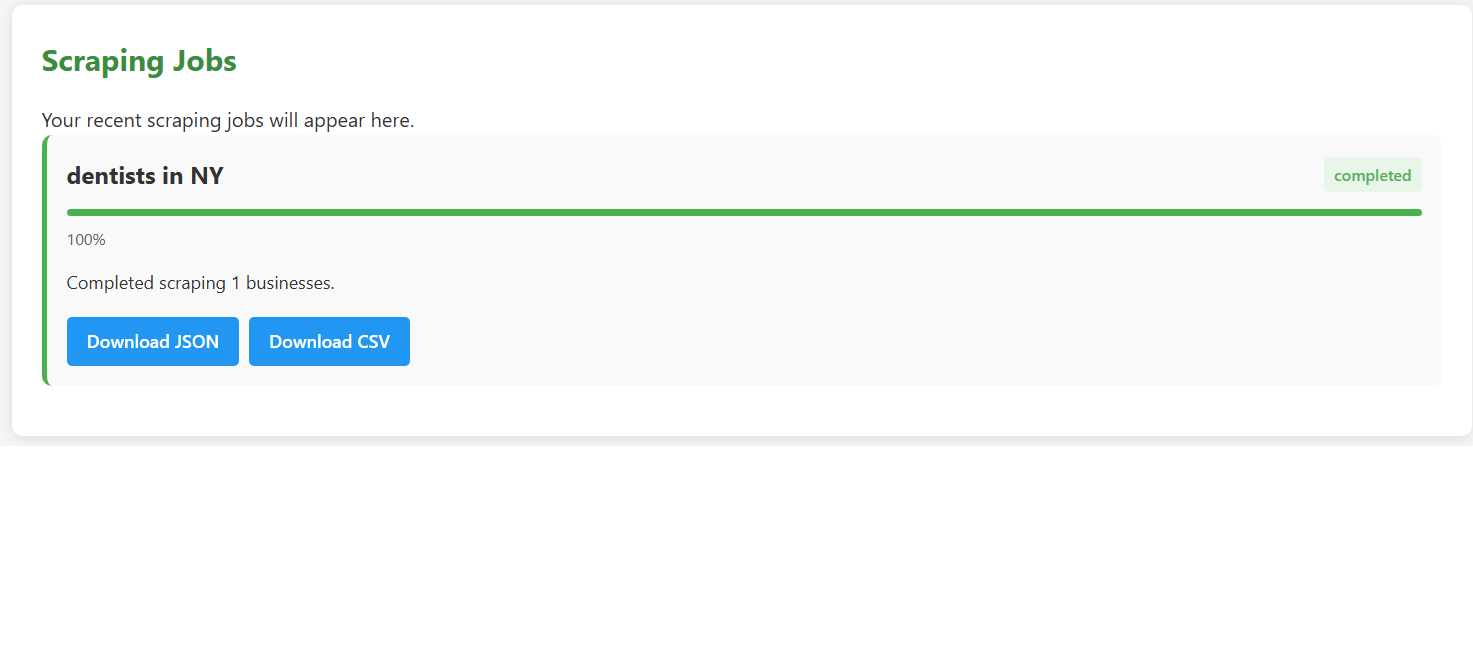 Scraping Jobs
Your recent scraping jobs will appear here.
dentists in NY
completed
100%
Completed scraping 1 businesses.
Download JSON
Download CSV